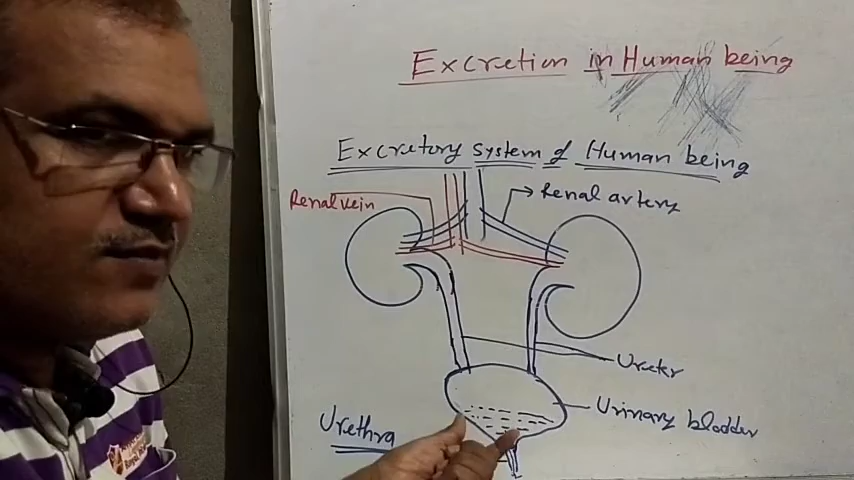 Excretion in Human being
Excretory system of Human being
Renal vein
Renal artery
Ureter
Urinary bladder
Urethra